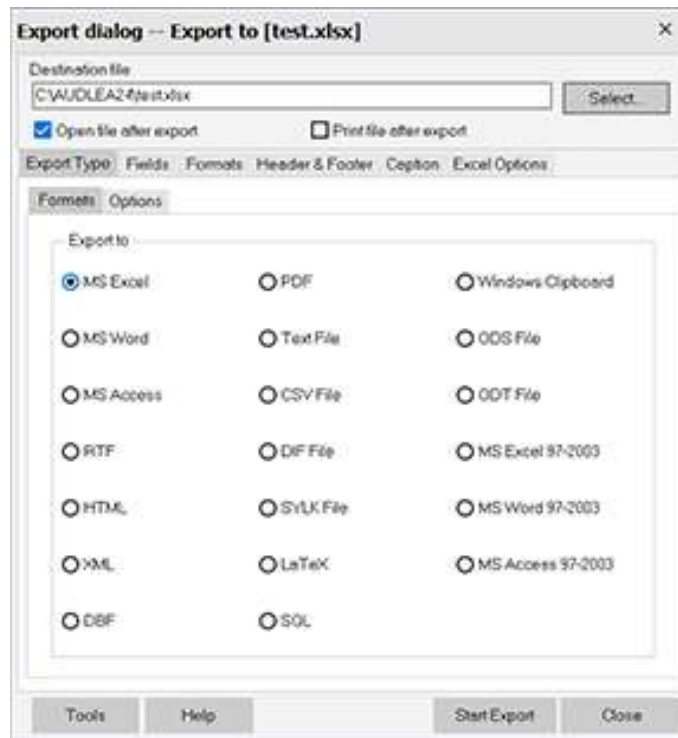 Export dialog -- Export to [test.xlsx]
Destination file
C:\AUDLEA24\test.xlsx
Select...
Open file after export
Print file after export
Export Type Fields Formats Header & Footer Caption Excel Options
Formats Options
Export to
MS Excel PDF Windows Clipboard
MS Word Text File ODS File
MS Access CSV File ODT File
RTF DIF File MS Excel 97-2003
HTML SYLK File MS Word 97-2003
XML LaTeX MS Access 97-2003
DBF SQL
Tools Help Start Export Close